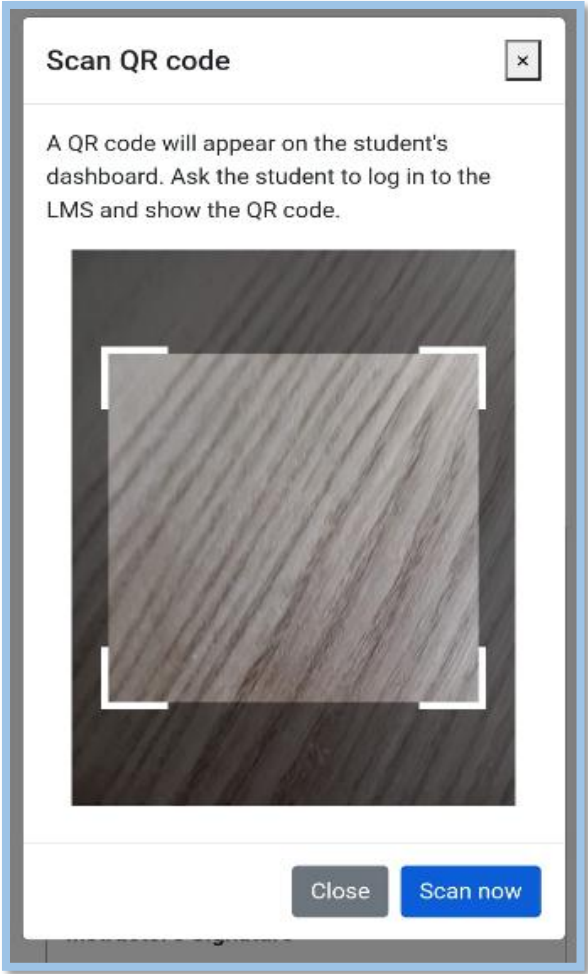 Scan QR code
×
A QR code will appear on the student's
dashboard. Ask the student to log in to the
LMS and show the QR code.
Close
Scan now